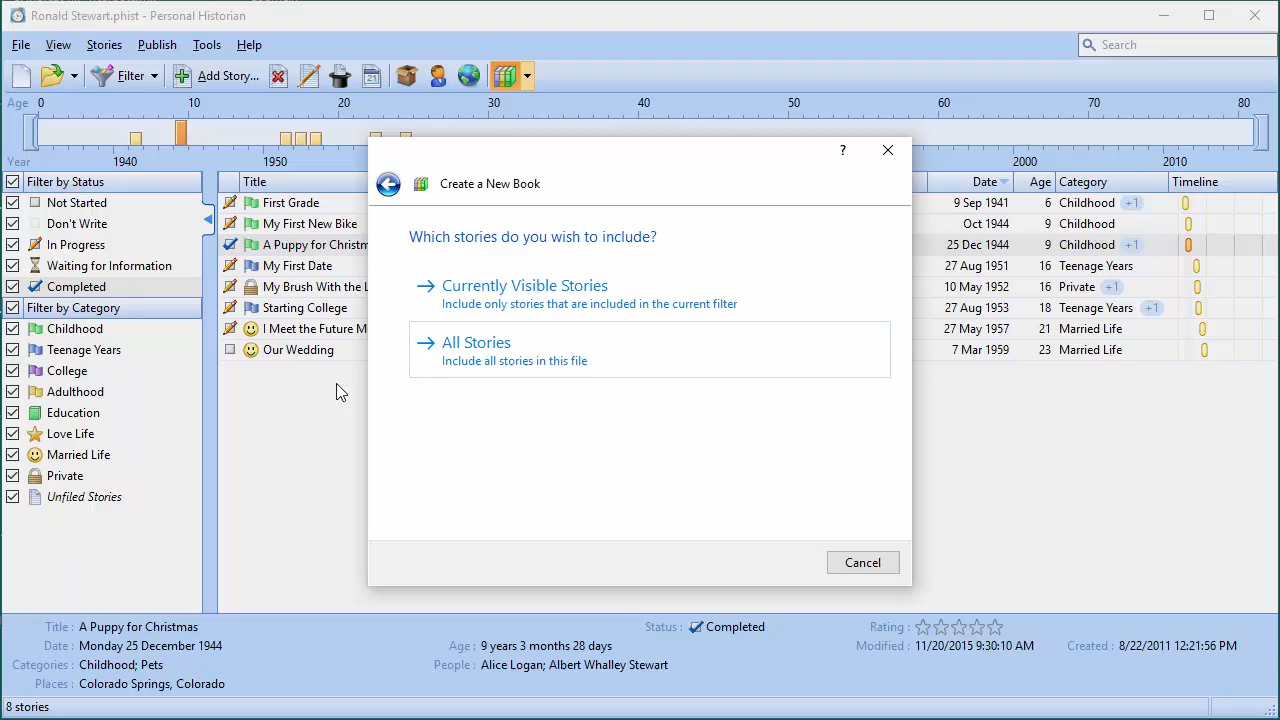 Ronald Stewart.phist - Personal Historian
File View Stories Publish Tools Help Search
Filter Add Story...
Age 0 10 20 30 40 50 60 70 80
Year 1940 1950 2000 2010
Filter by Status
Not Started
Don't Write
In Progress
Waiting for Information
Completed
Filter by Category
Childhood
Teenage Years
College
Adulthood
Education
Love Life
Married Life
Private
Unfiled Stories
Title Date Age Category Timeline
First Grade 9 Sep 1941 6 Childhood +1
My First New Bike Oct 1944 9 Childhood
A Puppy for Christm 25 Dec 1944 9 Childhood +1
My First Date 27 Aug 1951 16 Teenage Years
My Brush With the L 10 May 1952 16 Private +1
Starting College 27 Aug 1953 18 Teenage Years +1
I Meet the Future M 27 May 1957 21 Married Life
Our Wedding 7 Mar 1959 23 Married Life
?
Create a New Book
Which stories do you wish to include?
Currently Visible Stories
Include only stories that are included in the current filter
All Stories
Include all stories in this file
Cancel
Title : A Puppy for Christmas Status : Completed Rating :
Date : Monday 25 December 1944 Age : 9 years 3 months 28 days Modified : 11/20/2015 9:30:10 AM Created : 8/22/2011 12:21:56 PM
Categories : Childhood; Pets People : Alice Logan; Albert Whalley Stewart
Places : Colorado Springs, Colorado
8 stories